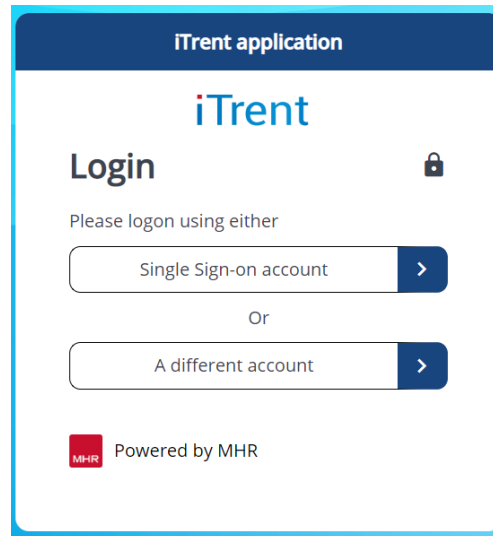 iTrent application
iTrent
Login
Please logon using either
Single Sign-on account
Or
A different account
MHR
Powered by MHR